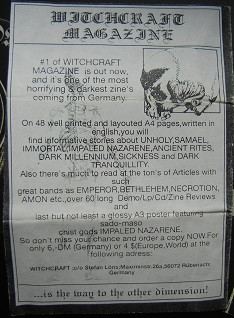 WITCHCRAFT
MAGAZINE
#1 of WITCHCRAFT
MAGAZINE is out now,
and it's one of the most
horrifying & darkest zine's
coming from Germany.
On 48 well printed and layouted A4 pages,written in
english,you will
find informative stories about UNHOLY,SAMAEL,
IMMORTAL,IMPALED NAZARENE,ANCIENT RITES,
DARK MILLENNIUM,SICKNESS and DARK
TRANQUILLITY.
Also there's much to read at the ton's of Articles with
such
great bands as EMPEROR,BETHLEHEM,NECROTION,
AMON etc.,over 60 long Demo/Lp/Cd/Zine Reviews
and
last but not least a glossy A3 poster featuring
sado-maso
chist gods IMPALED NAZARENE.
So don't miss your chance and order a copy NOW.For
only 6,-DM (Germany) or 4 $(Europe,World) at the
following adress:
WITCHCRAFT c/o Stefan 26a,56072 Rübenach/
Germany
...is the way to the other dimension!